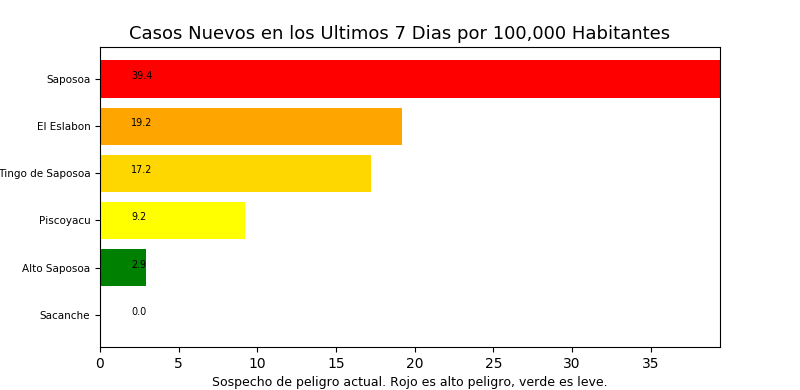 Casos Nuevos en los Ultimos 7 Dias por 100,000 Habitantes
Saposoa 39.4
El Eslabon 19.2
Tingo de Saposoa 17.2
Piscoyacu 9.2
Alto Saposoa 2.9
Sacanche 0.0
0 5 10 15 20 25 30 35
Sospecho de peligro actual. Rojo es alto peligro, verde es leve.